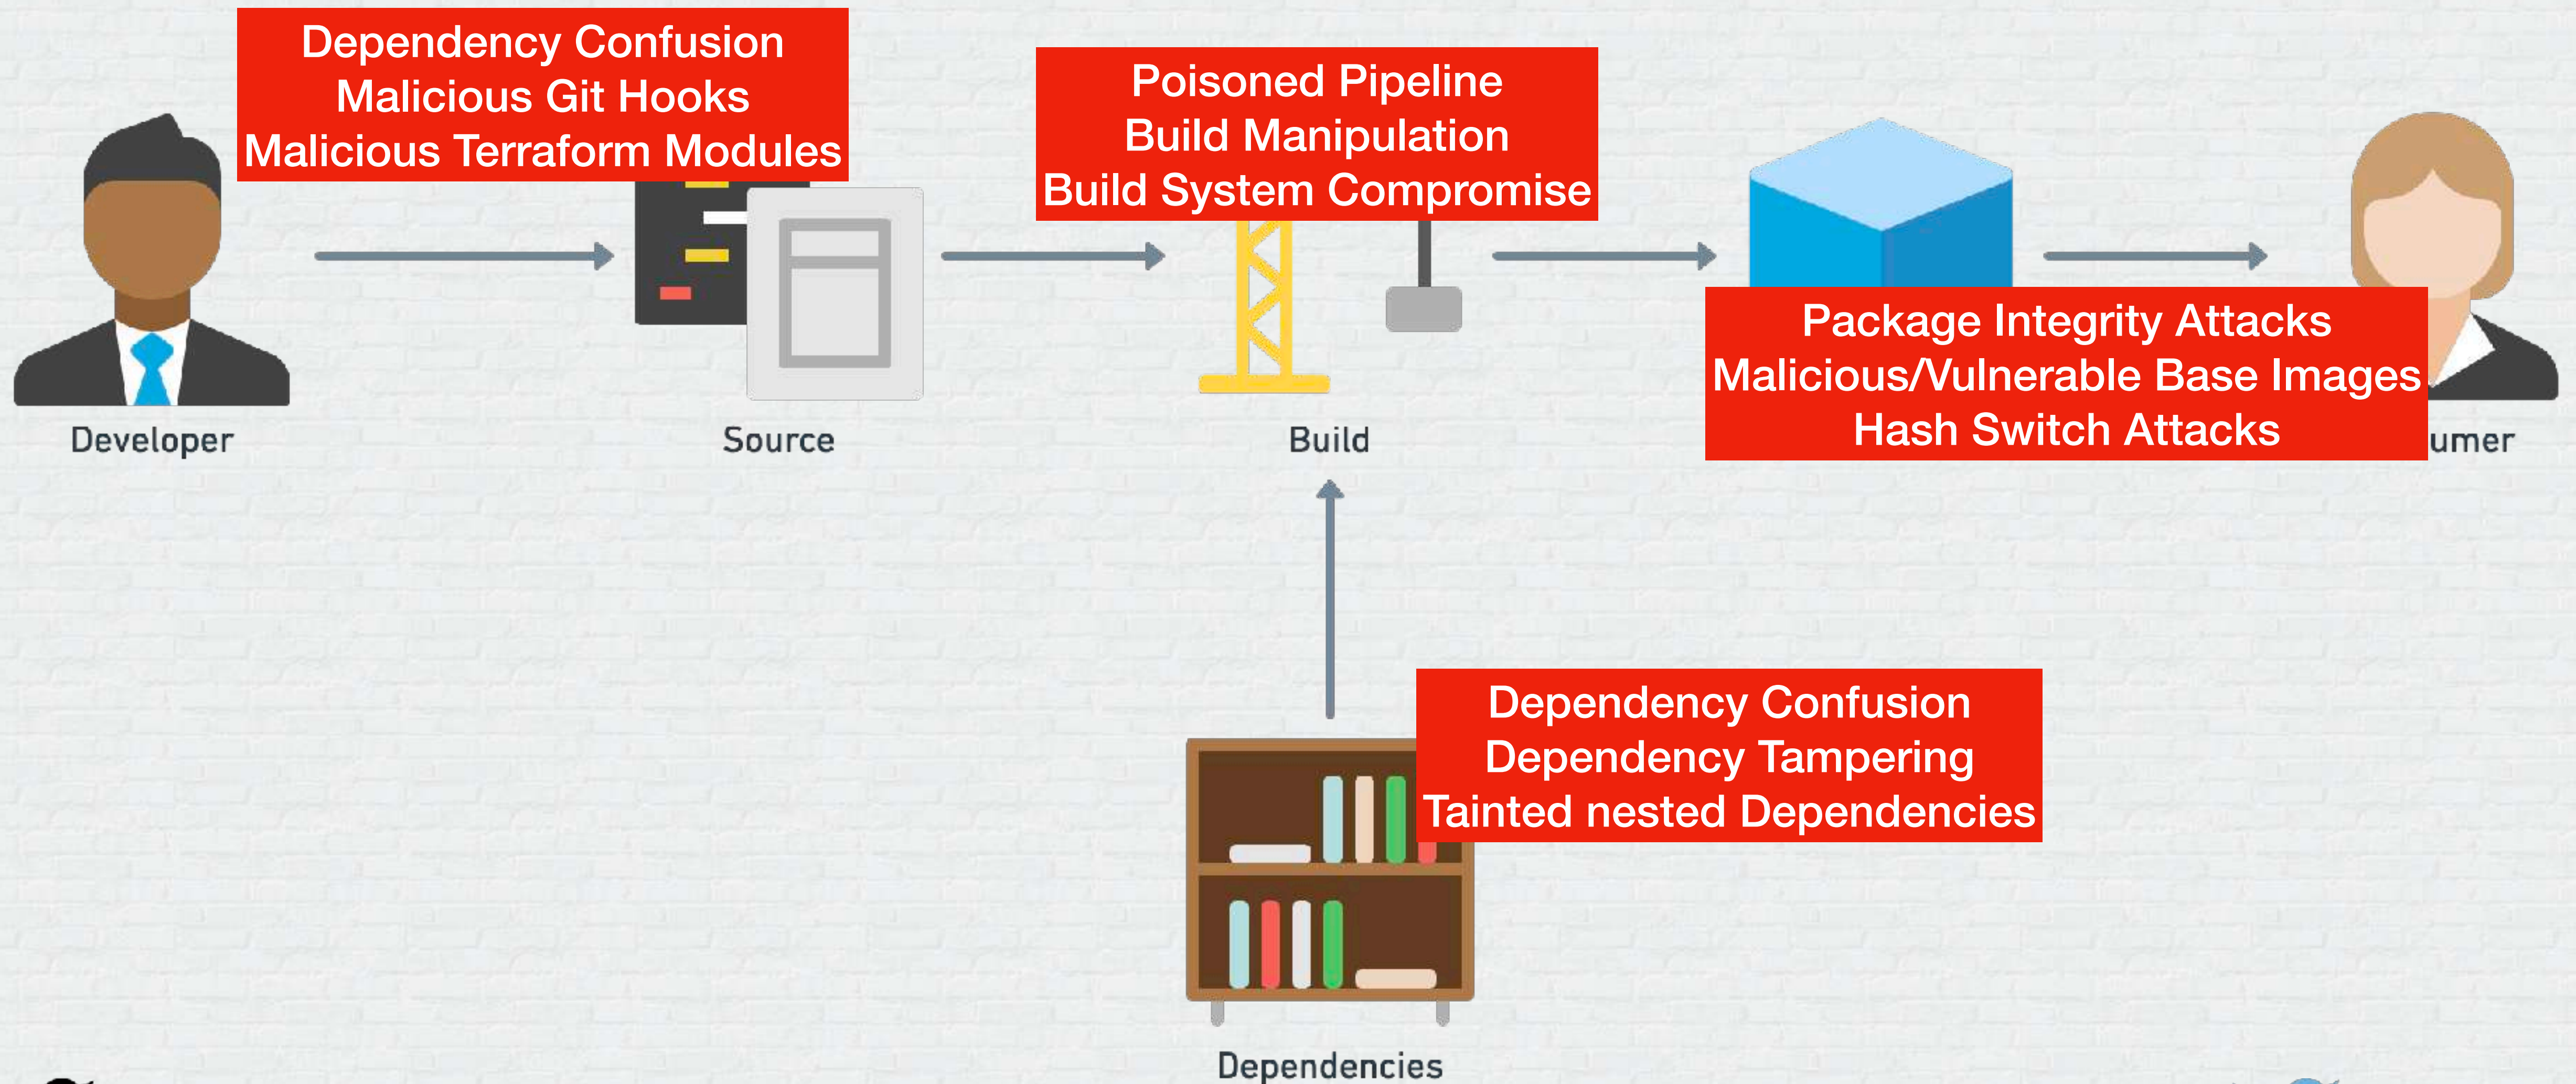 Dependency Confusion
Malicious Git Hooks
Malicious Terraform Modules
Poisoned Pipeline
Build Manipulation
Build System Compromise
Package Integrity Attacks
Malicious/Vulnerable Base Images
Hash Switch Attacks
Developer
Source
Build
umer
Dependency Confusion
Dependency Tampering
Tainted nested Dependencies
Dependencies